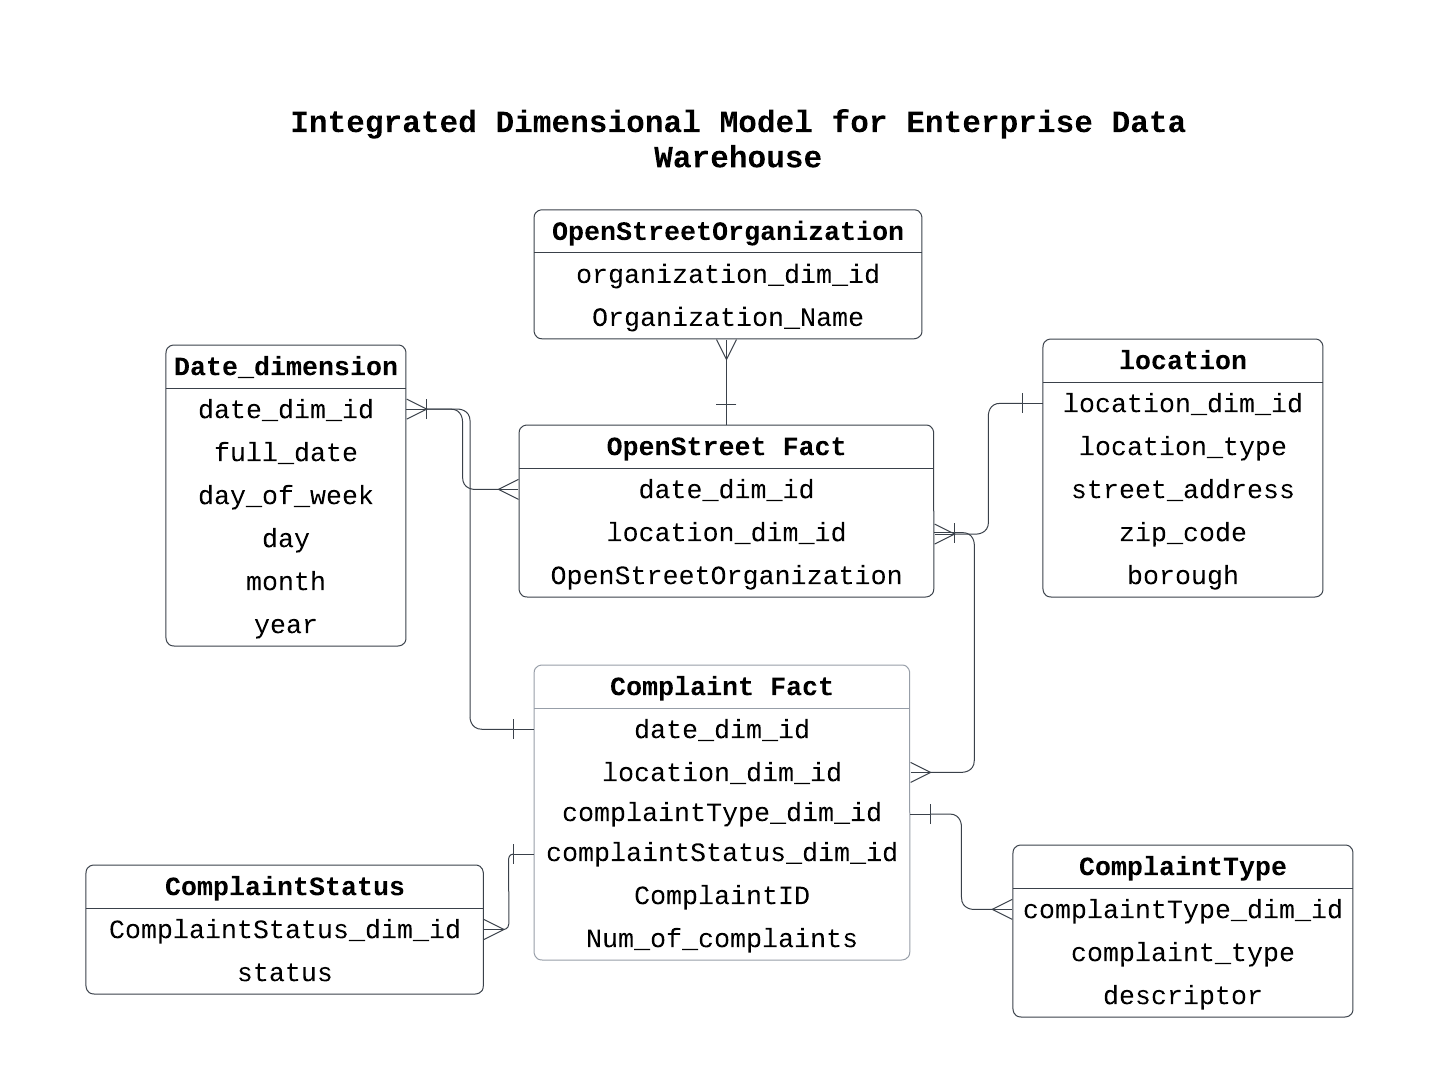 Integrated Dimensional Model for Enterprise Data
Warehouse
OpenStreetOrganization
organization_dim_id
Organization_Name
Date_dimension
date_dim_id
full_date
day_of_week
day
month
year
OpenStreet Fact
date_dim_id
location_dim_id
OpenStreetOrganization
location
location_dim_id
location_type
street_address
zip_code
borough
Complaint Fact
date_dim_id
location_dim_id
complaintType_dim_id
complaintStatus_dim_id
ComplaintID
Num_of_complaints
ComplaintStatus
ComplaintStatus_dim_id
status
ComplaintType
complaintType_dim_id
complaint_type
descriptor